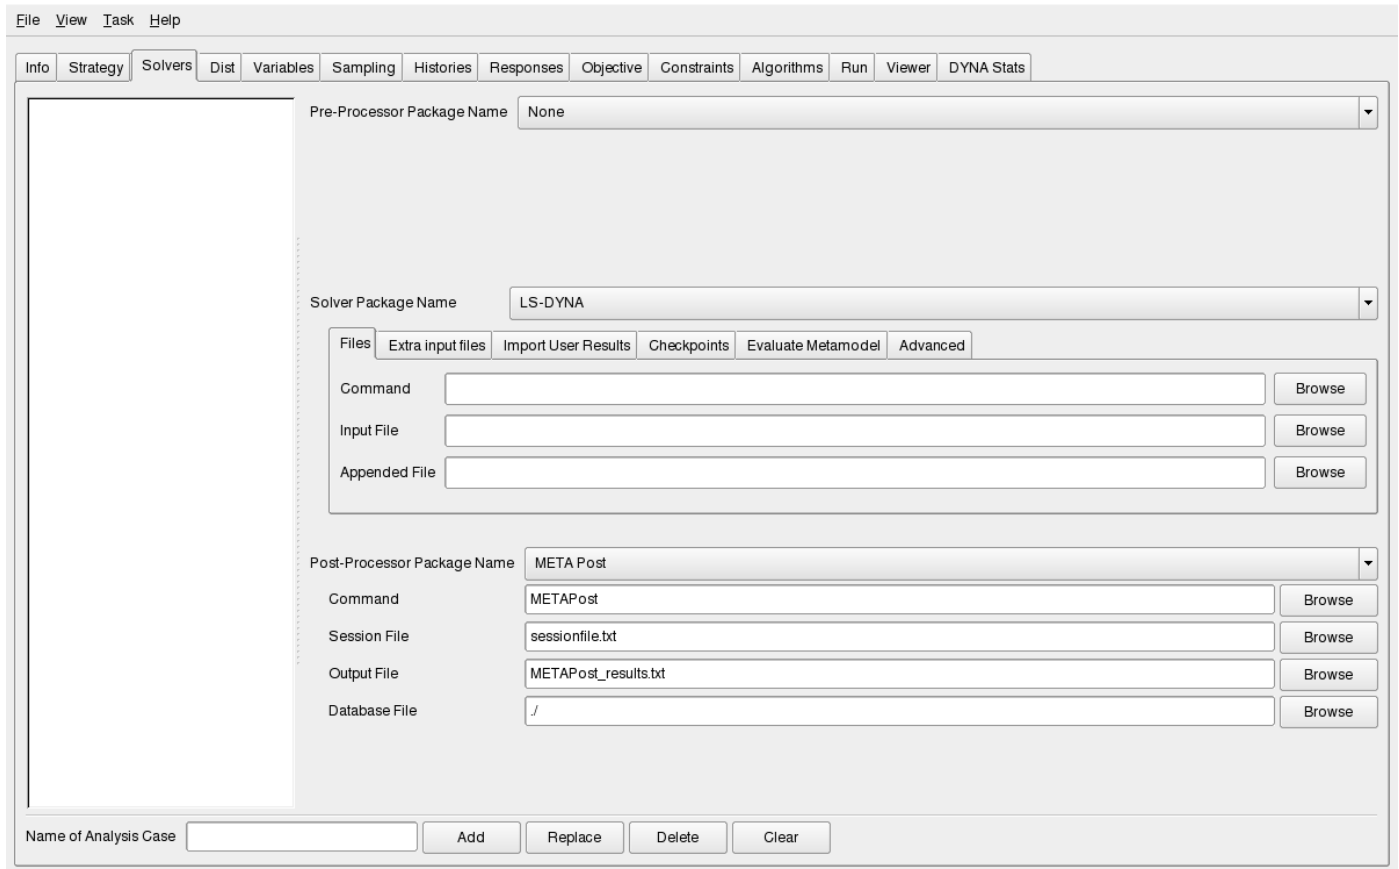 File View Task Help
Info Strategy Solvers Dist Variables Sampling Histories Responses Objective Constraints Algorithms Run Viewer DYNA Stats
Pre-Processor Package Name None
Solver Package Name LS-DYNA
Files Extra input files Import User Results Checkpoints Evaluate Metamodel Advanced
Command Browse
Input File Browse
Appended File Browse
Post-Processor Package Name META Post
Command METAPost Browse
Session File sessionfile.txt Browse
Output File METAPost_results.txt Browse
Database File ./ Browse
Name of Analysis Case Add Replace Delete Clear